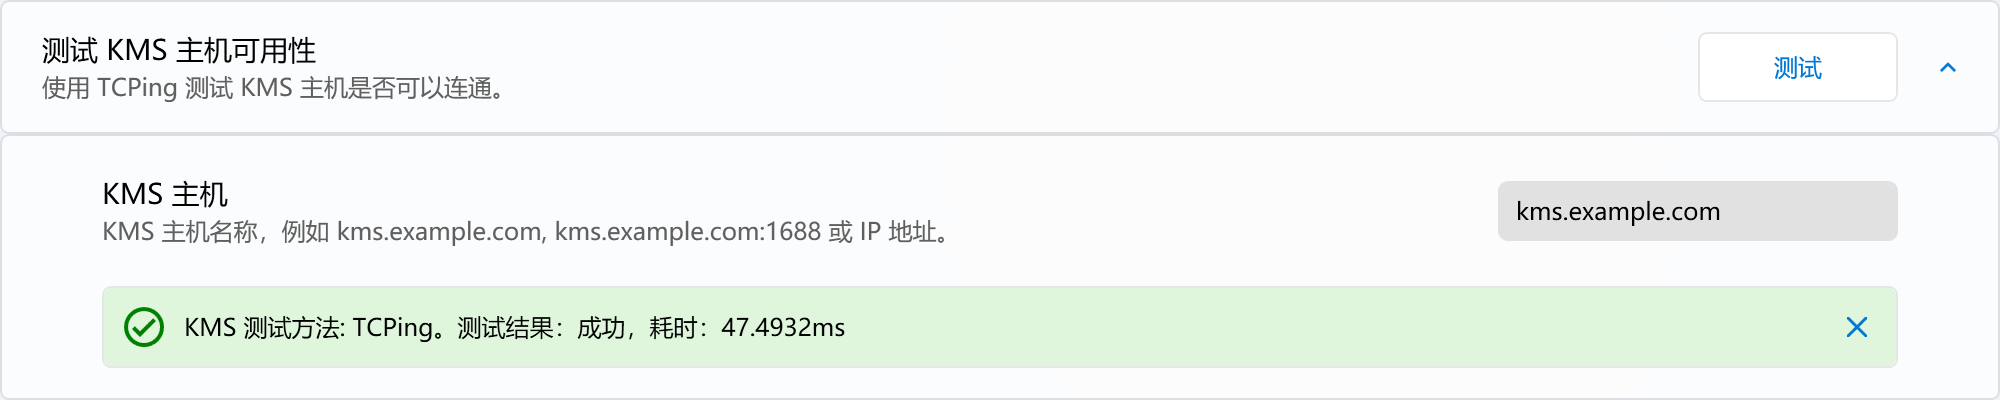 测试 KMS 主机可用性
使用 TCPing 测试 KMS 主机是否可以连通。
测试
KMS 主机
KMS 主机名称，例如 kms.example.com, kms.example.com:1688 或 IP 地址。
kms.example.com
KMS 测试方法: TCPing。测试结果：成功，耗时：47.4932ms